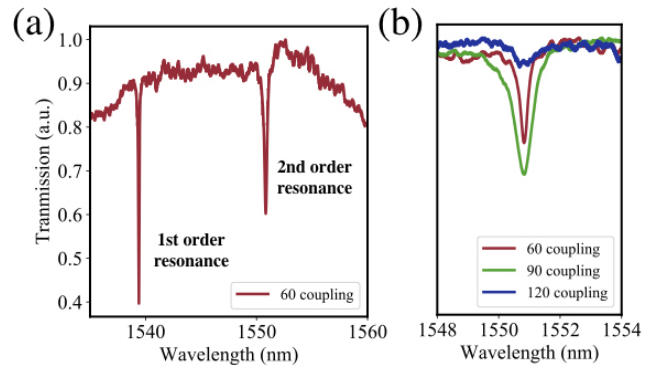 (a)
1.0
0.9
0.8
0.7
0.6
0.5
0.4
Tranmission (a.u.)
1st order
resonance
2nd order
resonance
60 coupling
1540
1550
1560
Wavelength (nm)
(b)
60 coupling
90 coupling
120 coupling
1548
1550
1552
1554
Wavelength (nm)